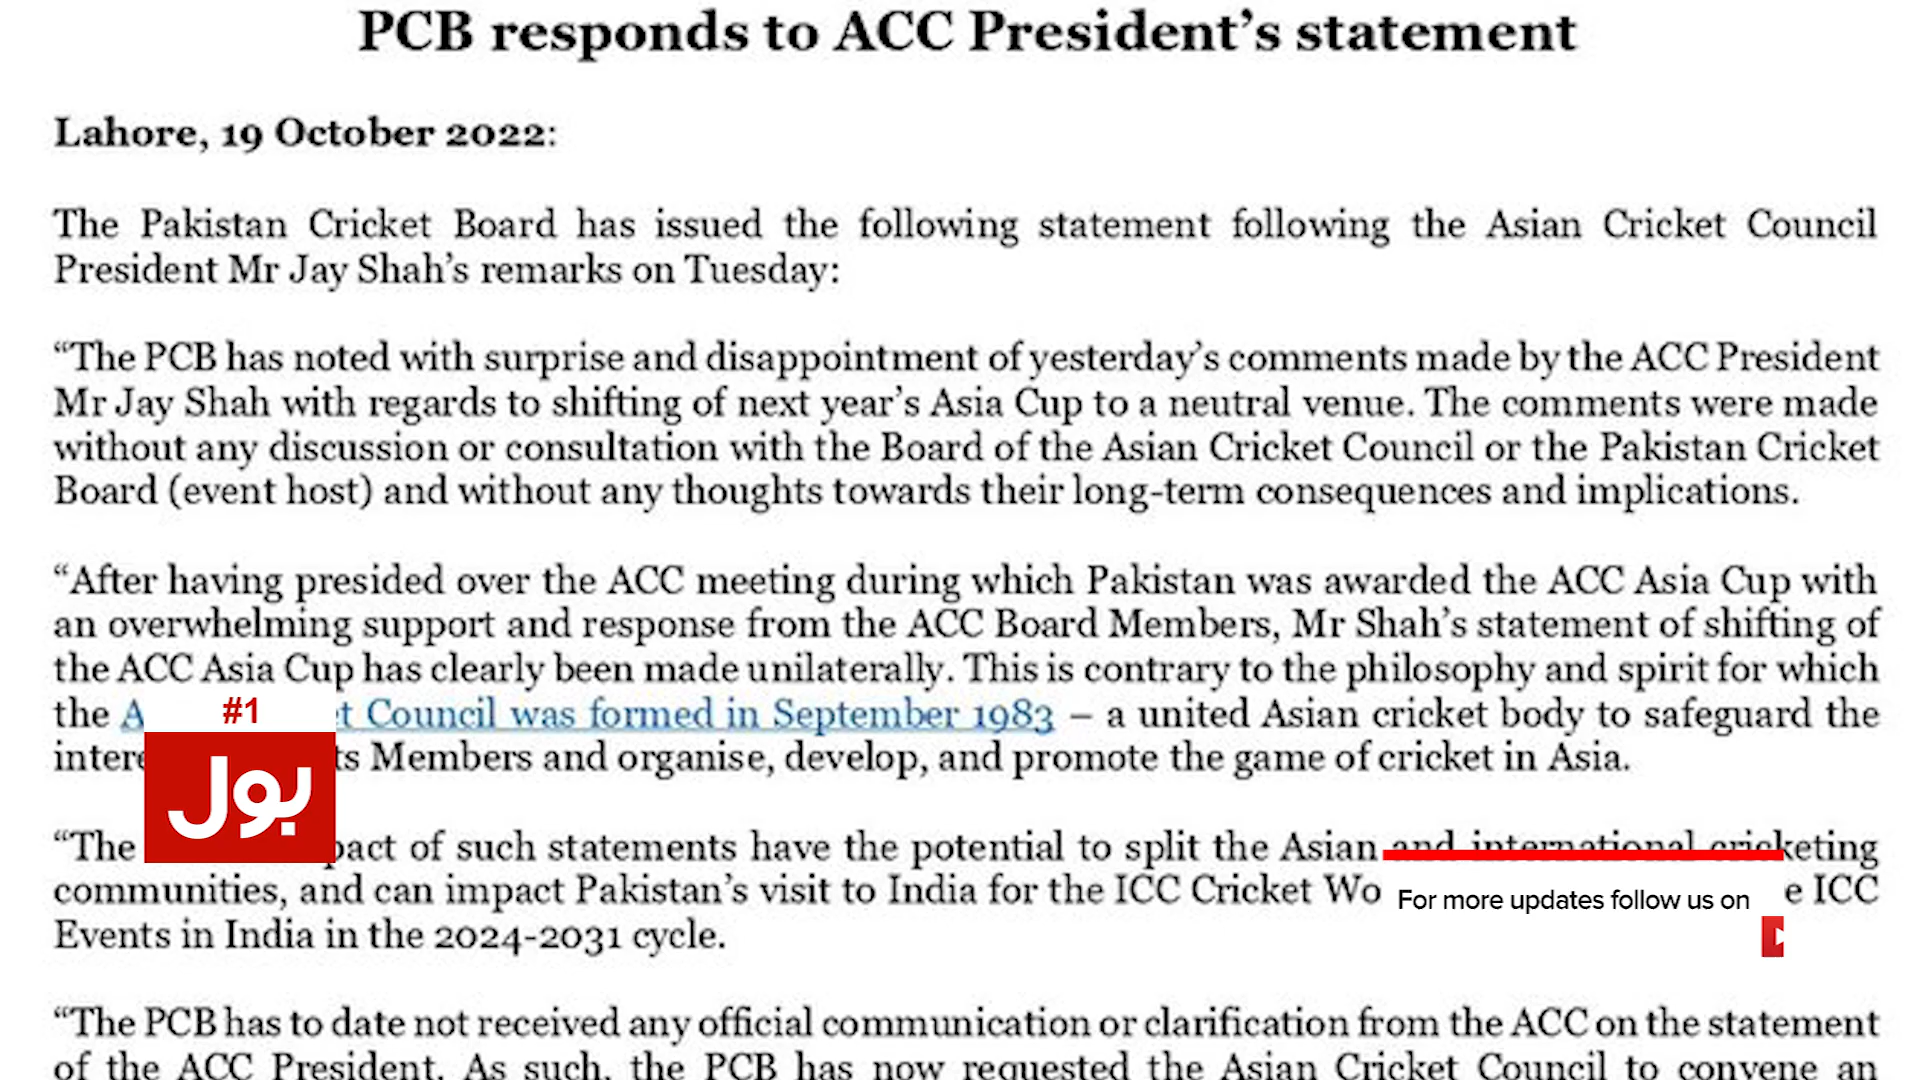 PCB responds to ACC President’s statement
Lahore, 19 October 2022:
The Pakistan Cricket Board has issued the following statement following the Asian Cricket Council
President Mr Jay Shah’s remarks on Tuesday:
“The PCB has noted with surprise and disappointment of yesterday’s comments made by the ACC President
Mr Jay Shah with regards to shifting of next year’s Asia Cup to a neutral venue. The comments were made
without any discussion or consultation with the Board of the Asian Cricket Council or the Pakistan Cricket
Board (event host) and without any thoughts towards their long-term consequences and implications.
“After having presided over the ACC meeting during which Pakistan was awarded the ACC Asia Cup with
an overwhelming support and response from the ACC Board Members, Mr Shah’s statement of shifting of
the ACC Asia Cup has clearly been made unilaterally. This is contrary to the philosophy and spirit for which
the Council was formed in September 1983 – a united Asian cricket body to safeguard the
Members and organise, develop, and promote the game of cricket in Asia.
“The of such statements have the potential to split the Asian and international cricketing
communities, and can impact Pakistan’s visit to India for the ICC Cricket ICC
Events in India in the 2024-2031 cycle.
“The PCB has to date not received any official communication or clarification from the ACC on the statement
of the ACC President. As such, the PCB has now requested the Asian Cricket Council to convene an
#1
بول
For more updates follow us on